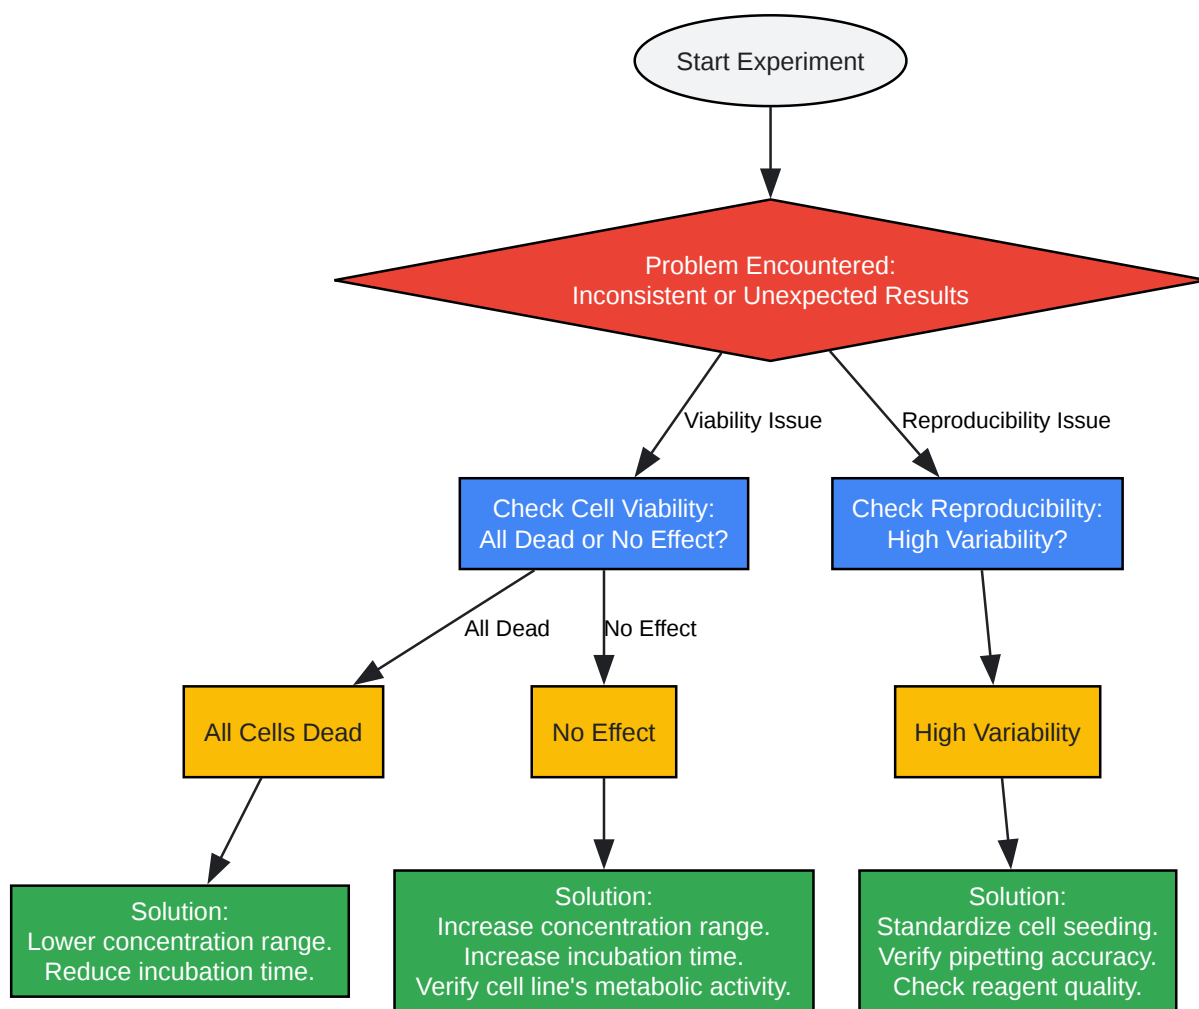 Start Experiment
Problem Encountered:
Inconsistent or Unexpected Results
Viability Issue
Reproducibility Issue
Check Cell Viability:
All Dead or No Effect?
Check Reproducibility:
High Variability?
All Dead
No Effect
All Cells Dead
No Effect
High Variability
Solution:
Lower concentration range.
Reduce incubation time.
Solution:
Increase concentration range.
Increase incubation time.
Verify cell line's metabolic activity.
Solution:
Standardize cell seeding.
Verify pipetting accuracy.
Check reagent quality.